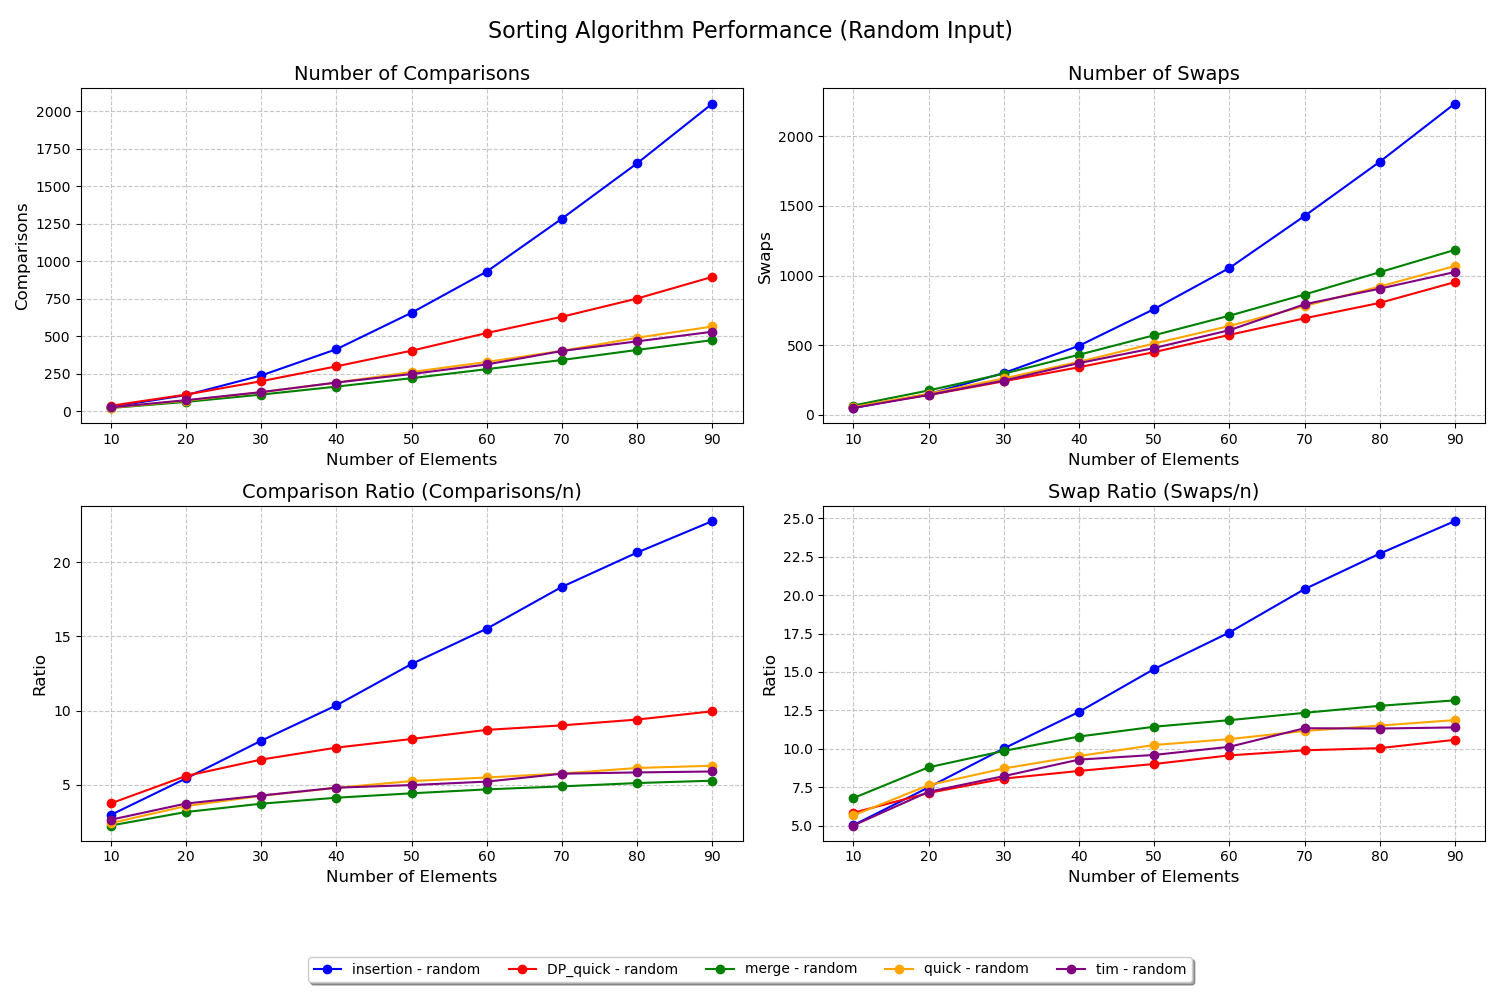 Sorting Algorithm Performance (Random Input)
Number of Comparisons
2000
1750
1500
1250
1000
750
500
250
0
Comparisons
10 20 30 40 50 60 70 80 90
Number of Elements
Number of Swaps
2000
1500
1000
500
0
Swaps
10 20 30 40 50 60 70 80 90
Number of Elements
Comparison Ratio (Comparisons/n)
20
15
10
5
Ratio
10 20 30 40 50 60 70 80 90
Number of Elements
Swap Ratio (Swaps/n)
25.0
22.5
20.0
17.5
15.0
12.5
10.0
7.5
5.0
Ratio
10 20 30 40 50 60 70 80 90
Number of Elements
insertion - random DP_quick - random merge - random quick - random tim - random